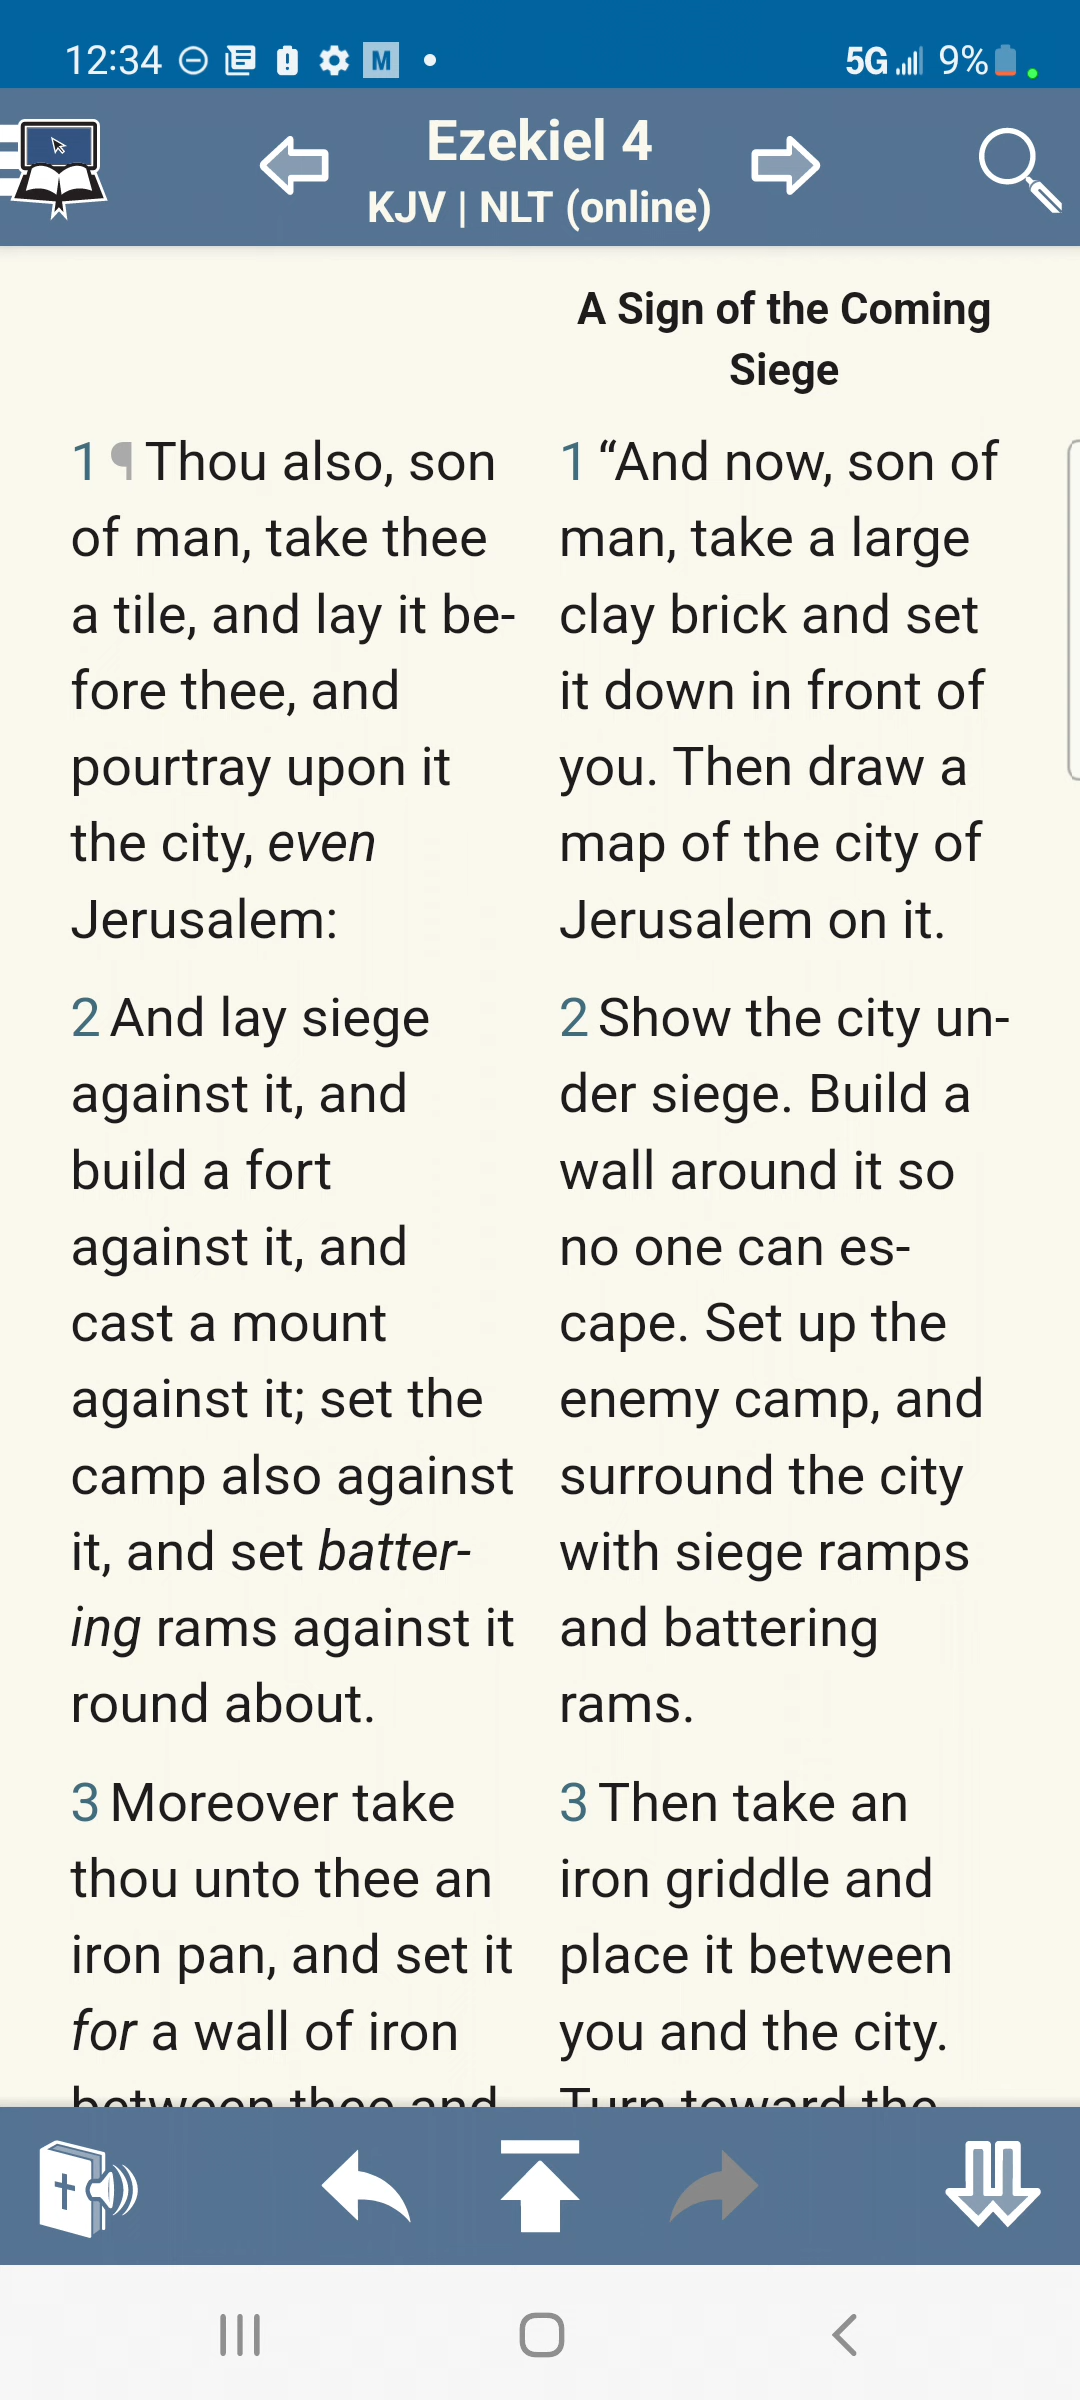 12:34
M
5G 9%
Ezekiel 4
KJV | NLT (online)
A Sign of the Coming
Siege
1 ¶ Thou also, son
of man, take thee
a tile, and lay it be-
fore thee, and
pourtray upon it
the city, even
Jerusalem:
1 “And now, son of
man, take a large
clay brick and set
it down in front of
you. Then draw a
map of the city of
Jerusalem on it.
2 And lay siege
against it, and
build a fort
against it, and
cast a mount
against it; set the
camp also against
it, and set batter-
ing rams against it
round about.
2 Show the city un-
der siege. Build a
wall around it so
no one can es-
cape. Set up the
enemy camp, and
surround the city
with siege ramps
and battering
rams.
3 Moreover take
thou unto thee an
iron pan, and set it
for a wall of iron
between thee and
3 Then take an
iron griddle and
place it between
you and the city.
Turn toward the